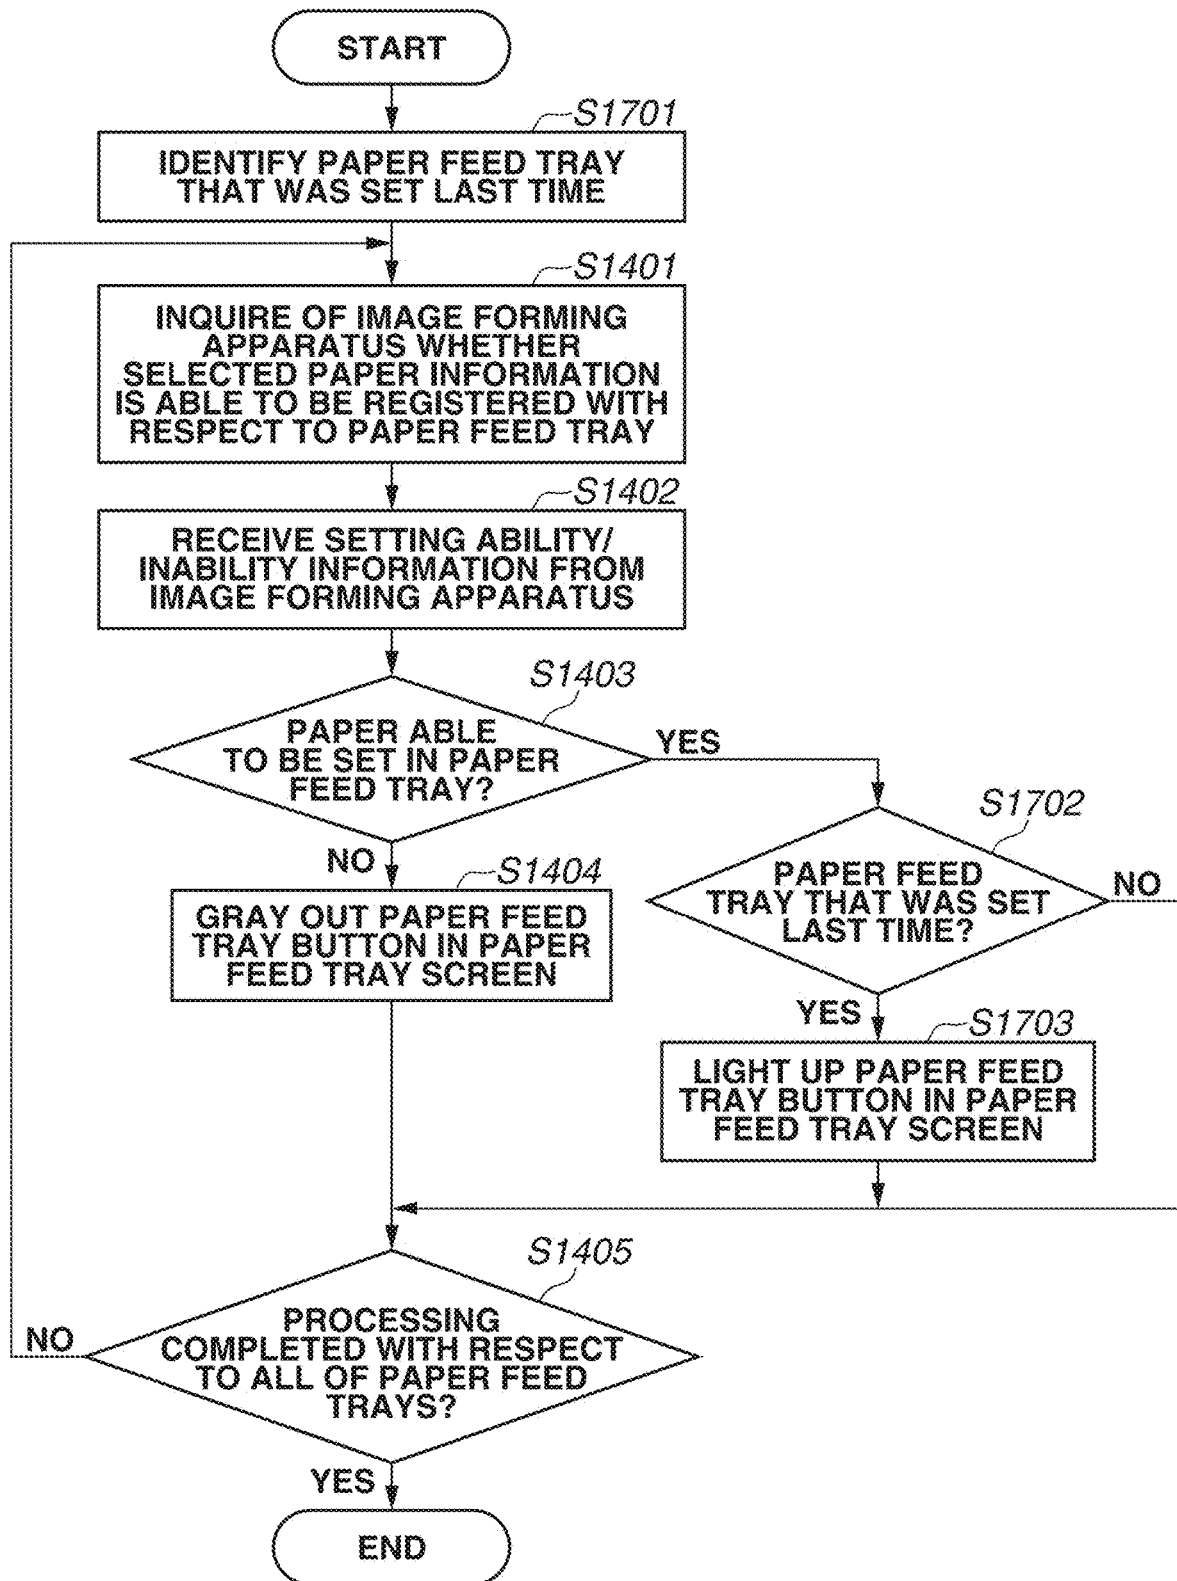 START
S1701
IDENTIFY PAPER FEED TRAY
THAT WAS SET LAST TIME
S1401
INQUIRE OF IMAGE FORMING
APPARATUS WHETHER
SELECTED PAPER INFORMATION
IS ABLE TO BE REGISTERED WITH
RESPECT TO PAPER FEED TRAY
S1402
RECEIVE SETTING ABILITY/
INABILITY INFORMATION FROM
IMAGE FORMING APPARATUS
S1403
PAPER ABLE
TO BE SET IN PAPER
FEED TRAY?
YES
NO
S1404
GRAY OUT PAPER FEED
TRAY BUTTON IN PAPER
FEED TRAY SCREEN
S1702
PAPER FEED
TRAY THAT WAS SET
LAST TIME?
NO
YES
S1703
LIGHT UP PAPER FEED
TRAY BUTTON IN PAPER
FEED TRAY SCREEN
S1405
PROCESSING
COMPLETED WITH RESPECT
TO ALL OF PAPER FEED
TRAYS?
NO
YES
END